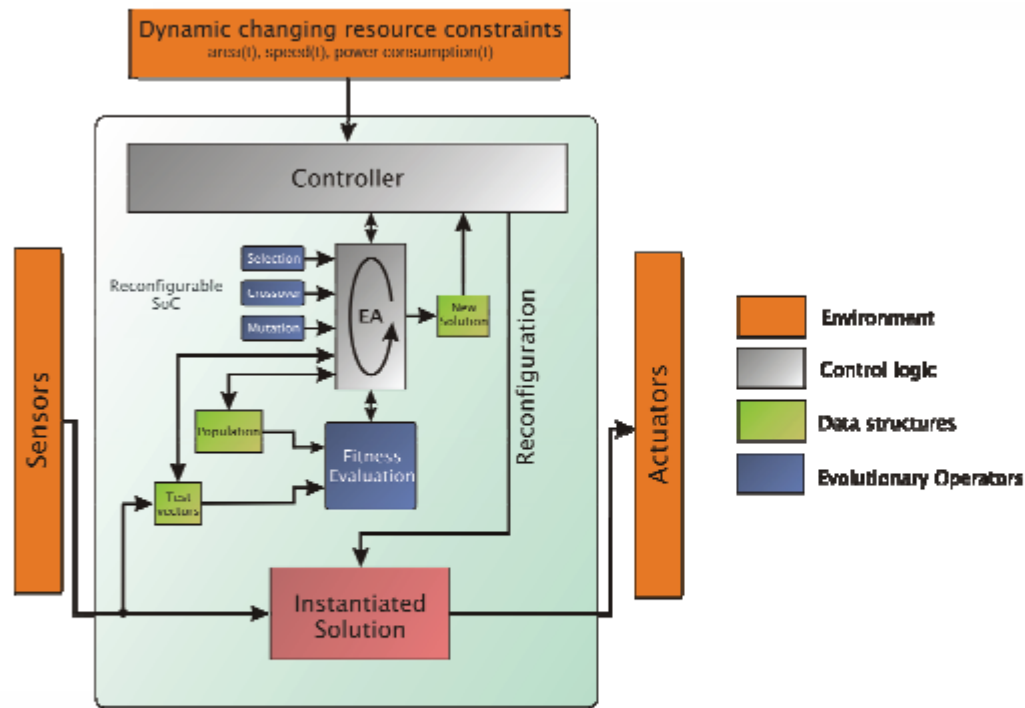 Dynamic changing resource constraints
area(t), speed(t), power consumption(t)
Controller
Selection
Crossover
Mutation
Reconfigurable
SoC
EA
New
Solution
Reconfiguration
Sensors
Population
Fitness
Evaluation
Test
vectors
Instantiated
Solution
Actuators
Environment
Control logic
Data structures
Evolutionary Operators